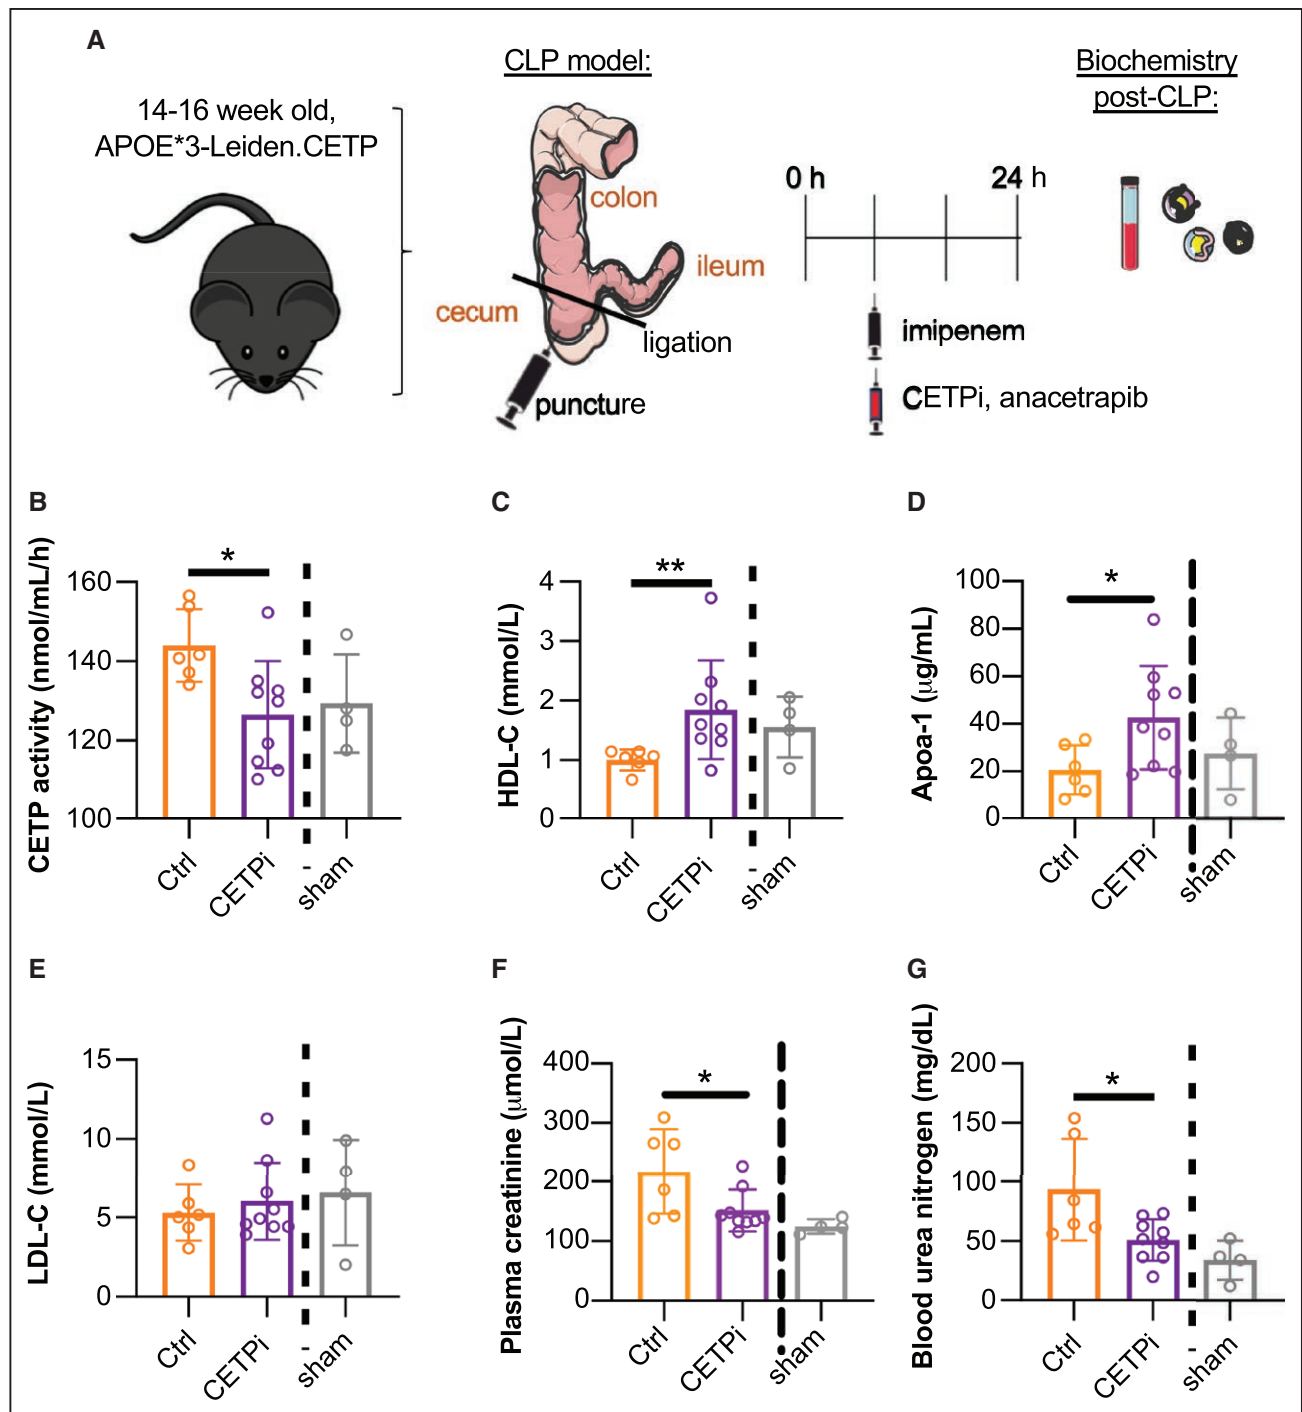 A
14-16 week old,
APOE*3-Leiden.CETP
CLP model:
colon
ileum
cecum
ligation
puncture
0 h
24 h
imipenem
CETPi, anacetrapib
Biochemistry
post-CLP:
B
CETP activity (nmol/mL/h)
160
140
120
100
*
Ctrl
CETPi
sham
C
HDL-C (mmol/L)
4
3
2
1
0
**
Ctrl
CETPi
sham
D
Apoa-1 (μg/mL)
100
80
60
40
20
0
*
Ctrl
CETPi
sham
E
LDL-C (mmol/L)
15
10
5
0
Ctrl
CETPi
sham
F
Plasma creatinine (μmol/L)
400
300
200
100
0
*
Ctrl
CETPi
sham
G
Blood urea nitrogen (mg/dL)
200
150
100
50
0
*
Ctrl
CETPi
sham